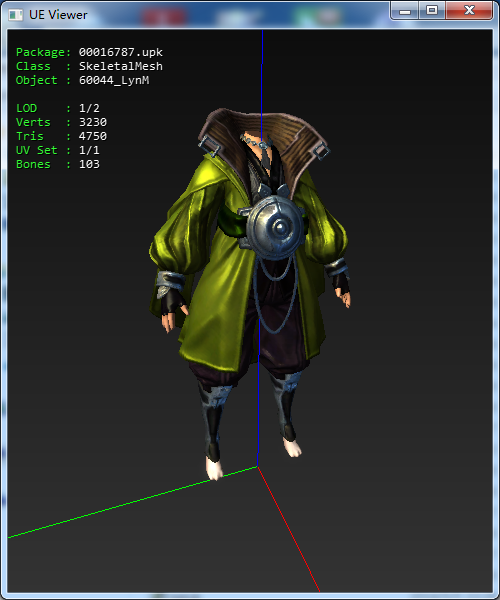 UE Viewer
Package: 00016787.upk
Class : SkeletalMesh
Object : 60044_LynM
LOD : 1/2
Verts : 3230
Tris : 4750
UV Set : 1/1
Bones : 103